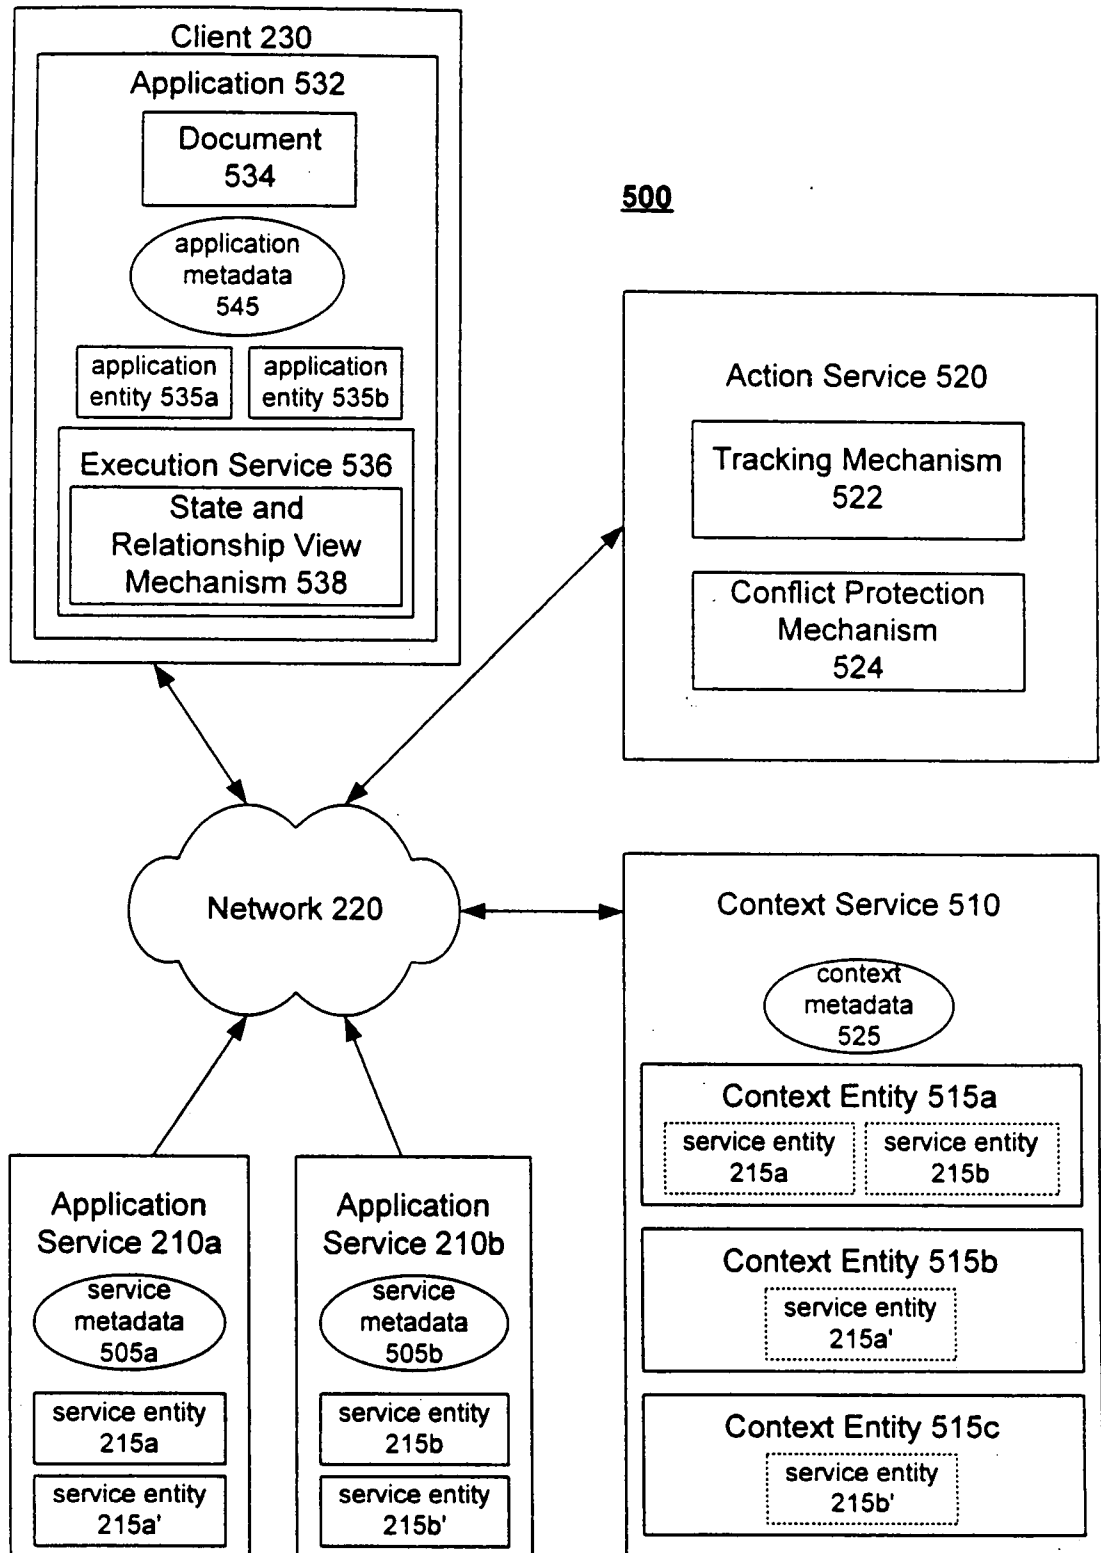 Client 230
Application 532
Document
534
application
metadata
545
application
entity 535a
application
entity 535b
Execution Service 536
State and
Relationship View
Mechanism 538
500
Action Service 520
Tracking Mechanism
522
Conflict Protection
Mechanism
524
Network 220
Context Service 510
context
metadata
525
Context Entity 515a
service entity
215a
service entity
215b
Context Entity 515b
service entity
215a'
Context Entity 515c
service entity
215b'
Application
Service 210a
service
metadata
505a
service entity
215a
service entity
215a'
Application
Service 210b
service
metadata
505b
service entity
215b
service entity
215b'